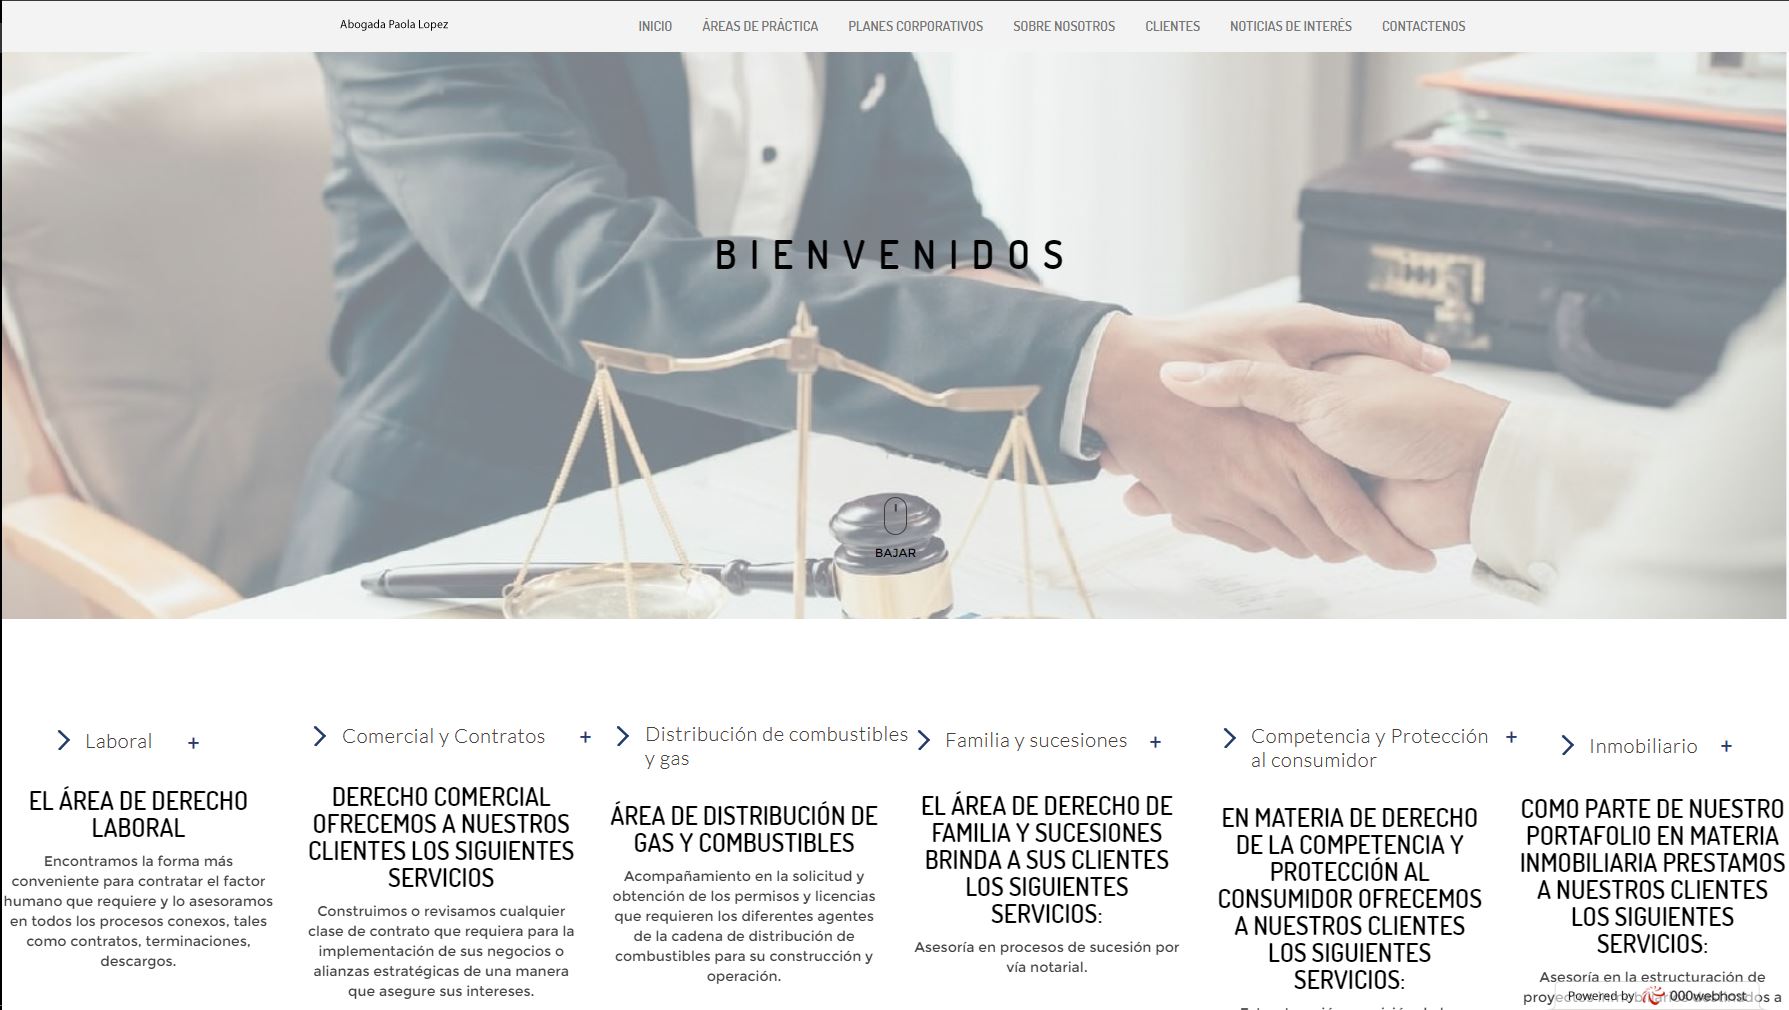 Abogada Paola Lopez
INICIO
ÁREAS DE PRÁCTICA
PLANES CORPORATIVOS
SOBRE NOSOTROS
CLIENTES
NOTICIAS DE INTERÉS
CONTACTENOS
BIENVENIDOS
BAJAR
Laboral +
EL ÁREA DE DERECHO
LABORAL
Encontramos la forma más
conveniente para contratar el factor
humano que requiere y lo asesoramos
en todos los procesos conexos, tales
como contratos, terminaciones,
descargos.
Comercial y Contratos +
DERECHO COMERCIAL
OFRECEMOS A NUESTROS
CLIENTES LOS SIGUIENTES
SERVICIOS
Construimos o revisamos cualquier
clase de contrato que requiera para la
implementación de sus negocios o
alianzas estratégicas de una manera
que asegure sus intereses.
Distribución de combustibles
y gas
ÁREA DE DISTRIBUCIÓN DE
GAS Y COMBUSTIBLES
Acompañamiento en la solicitud y
obtención de los permisos y licencias
que requieren los diferentes agentes
de la cadena de distribución de
combustibles para su construcción y
operación.
Familia y sucesiones +
EL ÁREA DE DERECHO DE
FAMILIA Y SUCESIONES
BRINDA A SUS CLIENTES
LOS SIGUIENTES
SERVICIOS:
Asesoría en procesos de sucesión por
vía notarial.
Competencia y Protección +
al consumidor
EN MATERIA DE DERECHO
DE LA COMPETENCIA Y
PROTECCIÓN AL
CONSUMIDOR OFRECEMOS
A NUESTROS CLIENTES
LOS SIGUIENTES
SERVICIOS:
Inmobiliario +
COMO PARTE DE NUESTRO
PORTAFOLIO EN MATERIA
INMOBILIARIA PRESTAMOS
A NUESTROS CLIENTES
LOS SIGUIENTES
SERVICIOS:
Asesoría en la estructuración de
proyectos inmobiliarios destinados a
Powered by 000webhost